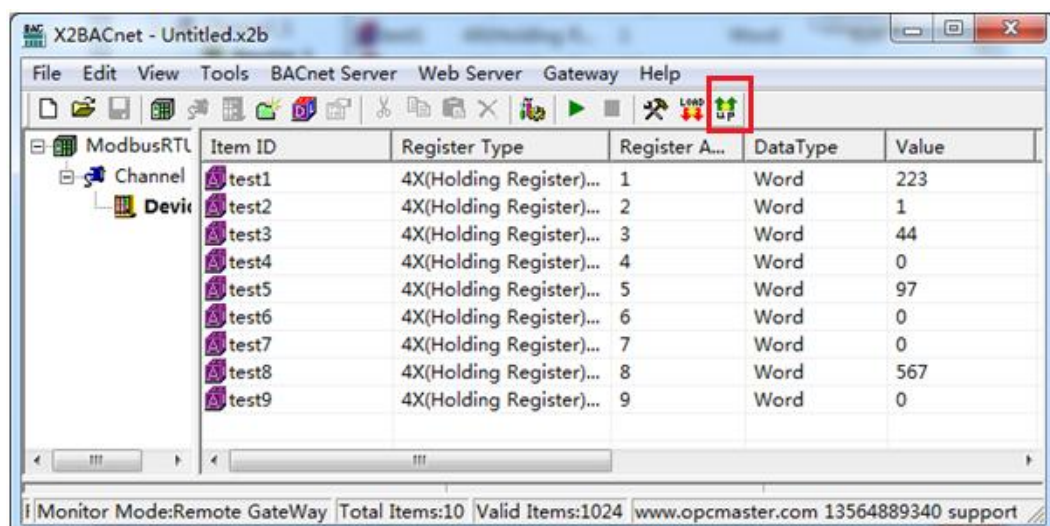 BAC X2BACnet - Untitled.x2b
File Edit View Tools BACnet Server Web Server Gateway Help
LOAD UP
ModbusRTU Item ID Register Type Register A... DataType Value
Channel test1 4X(Holding Register)... 1 Word 223
Devic test2 4X(Holding Register)... 2 Word 1
test3 4X(Holding Register)... 3 Word 44
test4 4X(Holding Register)... 4 Word 0
test5 4X(Holding Register)... 5 Word 97
test6 4X(Holding Register)... 6 Word 0
test7 4X(Holding Register)... 7 Word 0
test8 4X(Holding Register)... 8 Word 567
test9 4X(Holding Register)... 9 Word 0
Monitor Mode:Remote GateWay Total Items:10 Valid Items:1024 www.opcmaster.com 13564889340 support